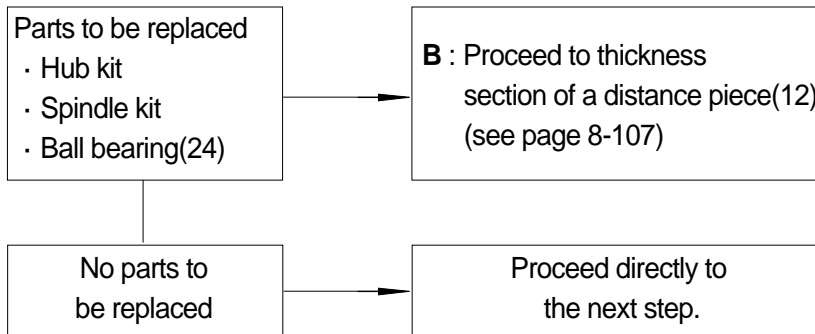 Parts to be replaced
· Hub kit
· Spindle kit
· Ball bearing(24)
B : Proceed to thickness
section of a distance piece(12)
(see page 8-107)
No parts to
be replaced
Proceed directly to
the next step.